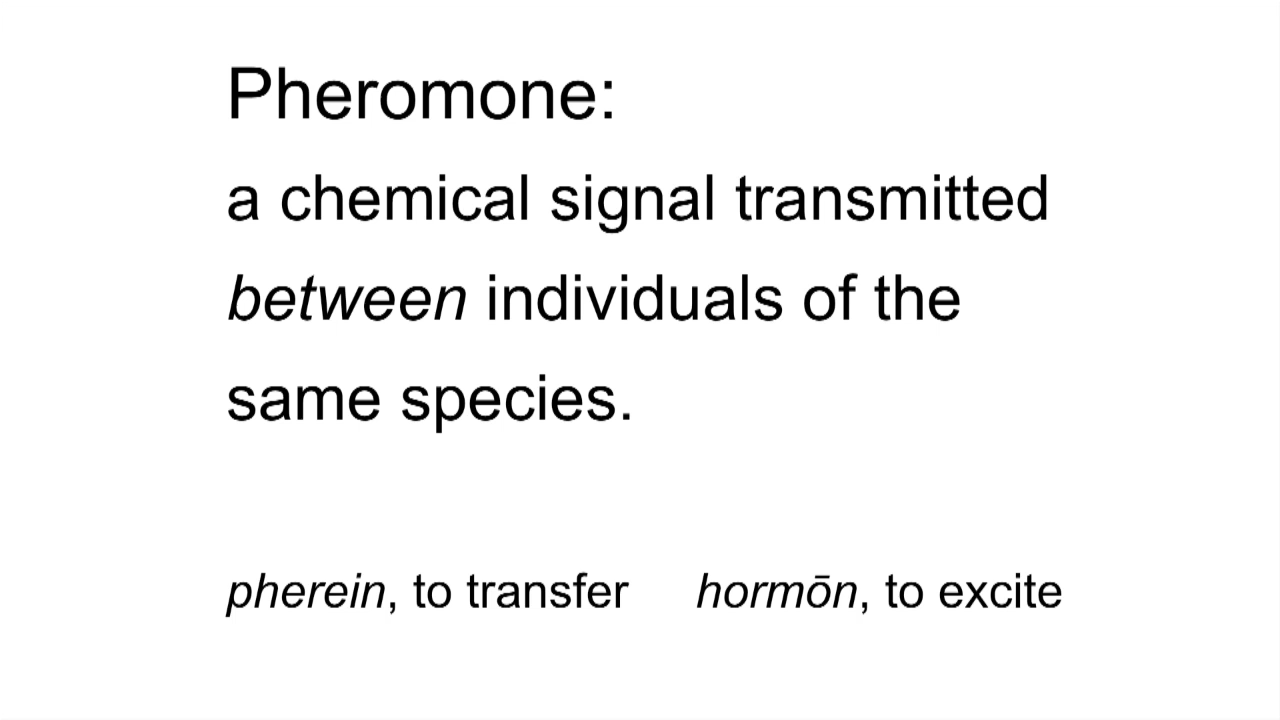 Pheromone:
a chemical signal transmitted
between individuals of the
same species.
pherein, to transfer hormōn, to excite